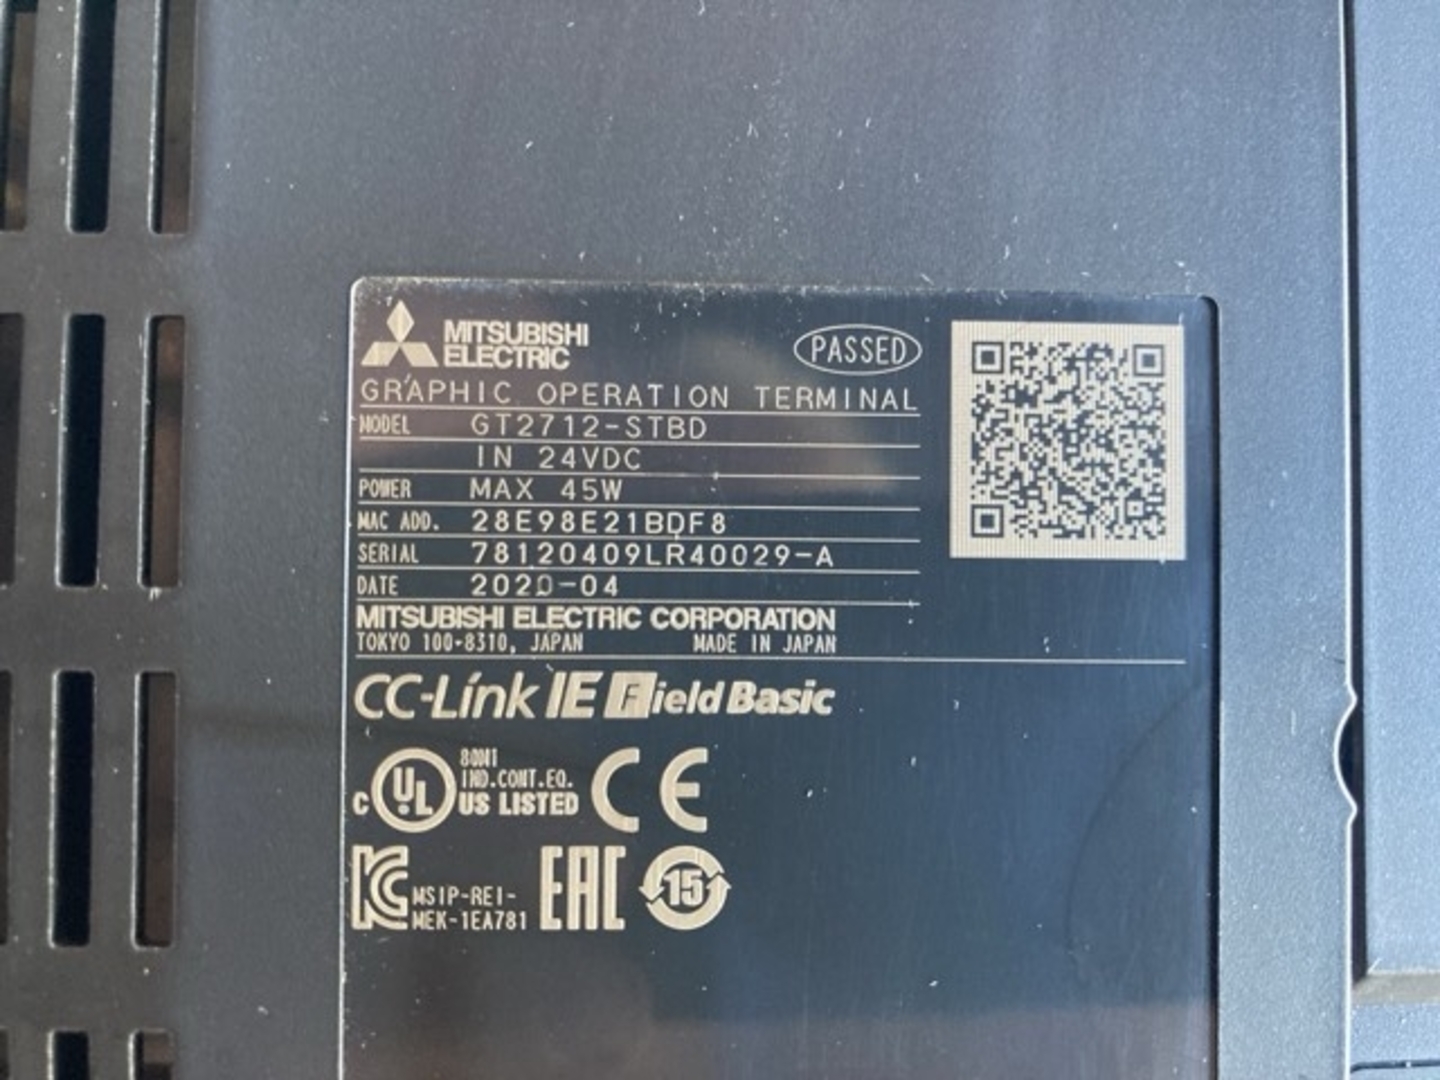 MITSUBISHI
ELECTRIC
PASSED
GRAPHIC OPERATION TERMINAL
MODEL GT2712-STBD
IN 24VDC
POWER MAX 45W
MAC ADD. 28E98E21BDF8
SERIAL 78120409LR40029-A
DATE 2020-04
MITSUBISHI ELECTRIC CORPORATION
TOKYO 100-8310, JAPAN MADE IN JAPAN
CC-Link IE Field Basic
80M1
IND.CONT.EQ.
C UL US LISTED CE
KC MSIP-REI-
MEK-1EA781
EAC 15